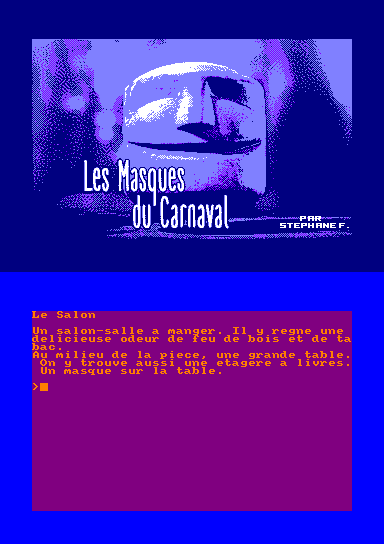 Les Masques
du Carnaval
PAR
STEPHANE F.
Le Salon
Un salon-salle a manger. Il y regne une
delicieuse odeur de feu de bois et de ta
bac.
Au milieu de la piece, une grande table.
On y trouve aussi une etagere a livres.
Un masque sur la table.
>